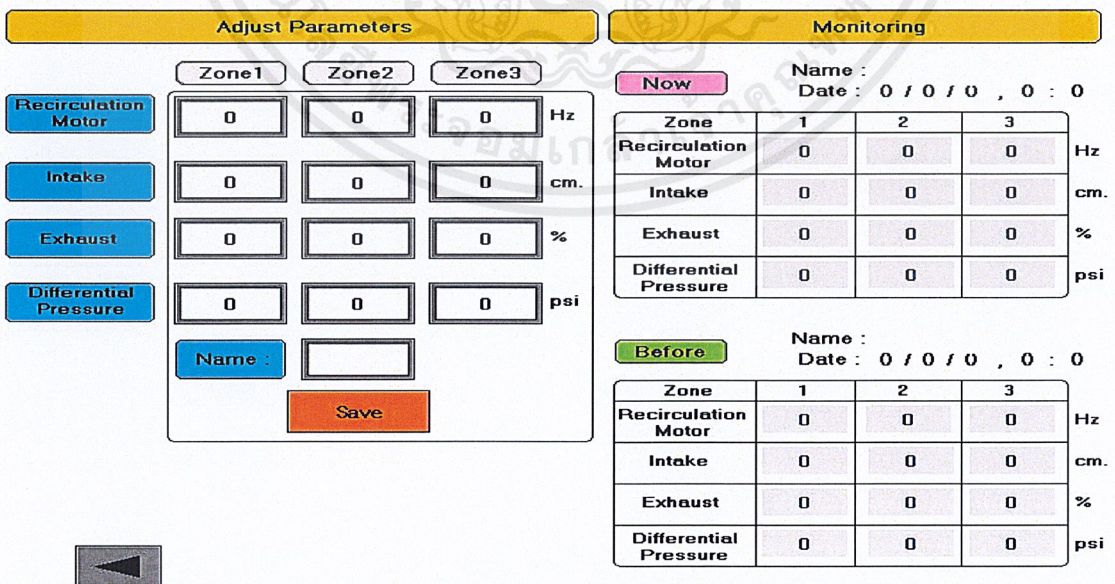 Adjust Parameters
Zone1 Zone2 Zone3
Recirculation
Motor
0 0 0 Hz
Intake 0 0 0 cm.
Exhaust 0 0 0 %
Differential
Pressure
0 0 0 psi
Name :
Save
Monitoring
Now
Name :
Date : 0 / 0 / 0 , 0 : 0
Zone 1 2 3
Recirculation
Motor
0 0 0 Hz
Intake 0 0 0 cm.
Exhaust 0 0 0 %
Differential
Pressure
0 0 0 psi
Before
Name :
Date : 0 / 0 / 0 , 0 : 0
Zone 1 2 3
Recirculation
Motor
0 0 0 Hz
Intake 0 0 0 cm.
Exhaust 0 0 0 %
Differential
Pressure
0 0 0 psi